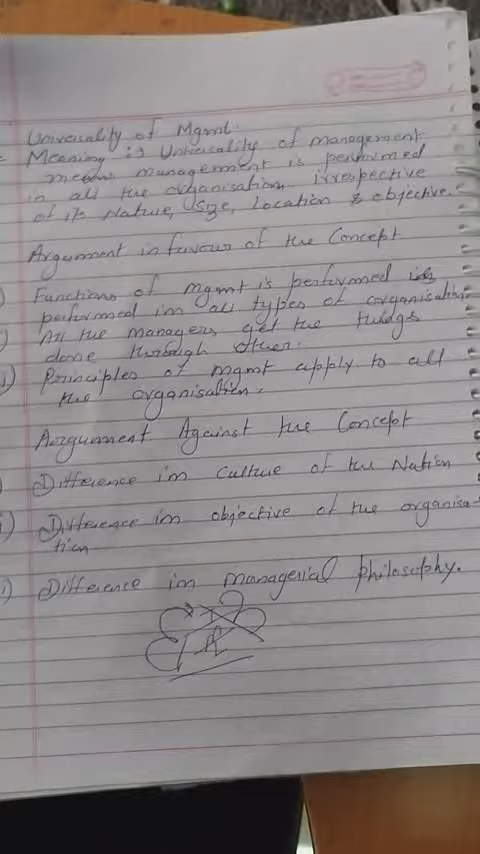 Universality of Mgmt.
Meaning :- Universality of management
means management is performed
in all the organisation irrespective
of its Nature, Size, Location & objective.
Argument in favour of the Concept
Functions of mgmt is performed is
performed in all types of organisation
All the managers get the things
done through other.
Principles of mgmt apply to all
the organisation.
Aorgument Against the Concept
Difference in culture of the Nation
Difference in objective of the organisa-
tion
Difference in managerial philosophy.